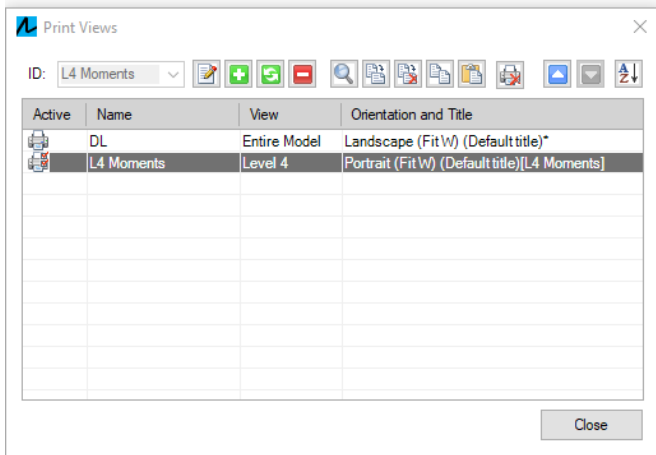 Print Views
ID: L4 Moments
Active Name View Orientation and Title
DL Entire Model Landscape (Fit W) (Default title)*
L4 Moments Level 4 Portrait (Fit W) (Default title)[L4 Moments]
Close